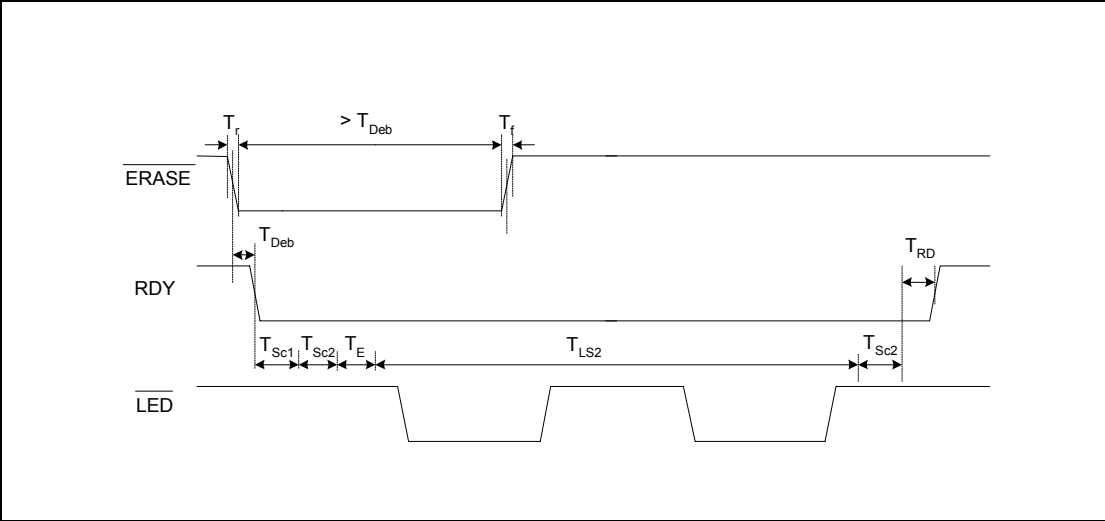 Tr > TDeb Tf
ERASE
TDeb
TRD
RDY
TSc1 TSc2 TE TLS2 TSc2
LED